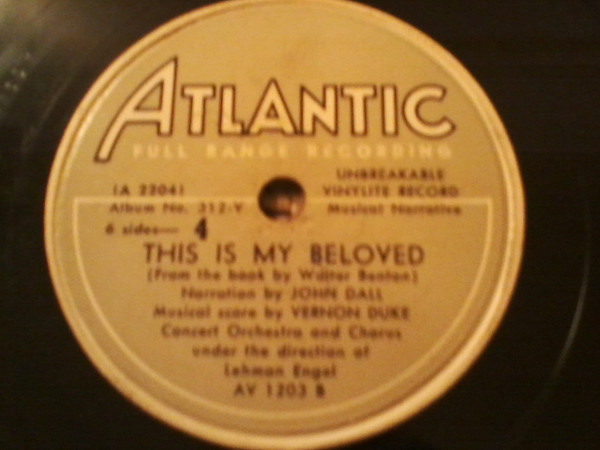 ATLANTIC
FULL RANGE RECORDING
UNBREAKABLE
(A 22041 VINYLITE RECORD
Album No. 312-Y Musical Narrative
6 sides— 4
THIS IS MY BELOVED
(From the book by Walter Benton)
Narration by JOHN DALL
Musical score by VERNON DUKE
Concert Orchestra and Chorus
under the direction of
Lehman Engel
AV 1203 B